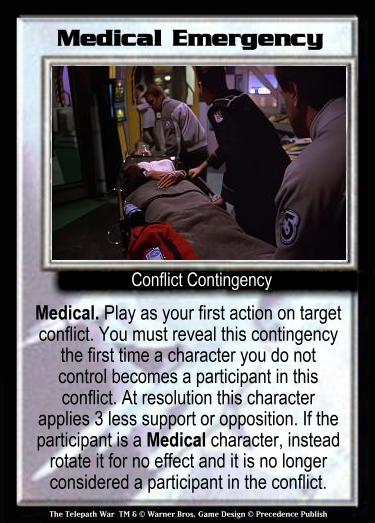 Medical Emergency
5
Conflict Contingency
Medical. Play as your first action on target
conflict. You must reveal this contingency
the first time a character you do not
control becomes a participant in this
conflict. At resolution this character
applies 3 less support or opposition. If the
participant is a Medical character, instead
rotate it for no effect and it is no longer
considered a participant in the conflict.
The Telepath War TM & © Warner Bros. Game Design © Precedence Publish